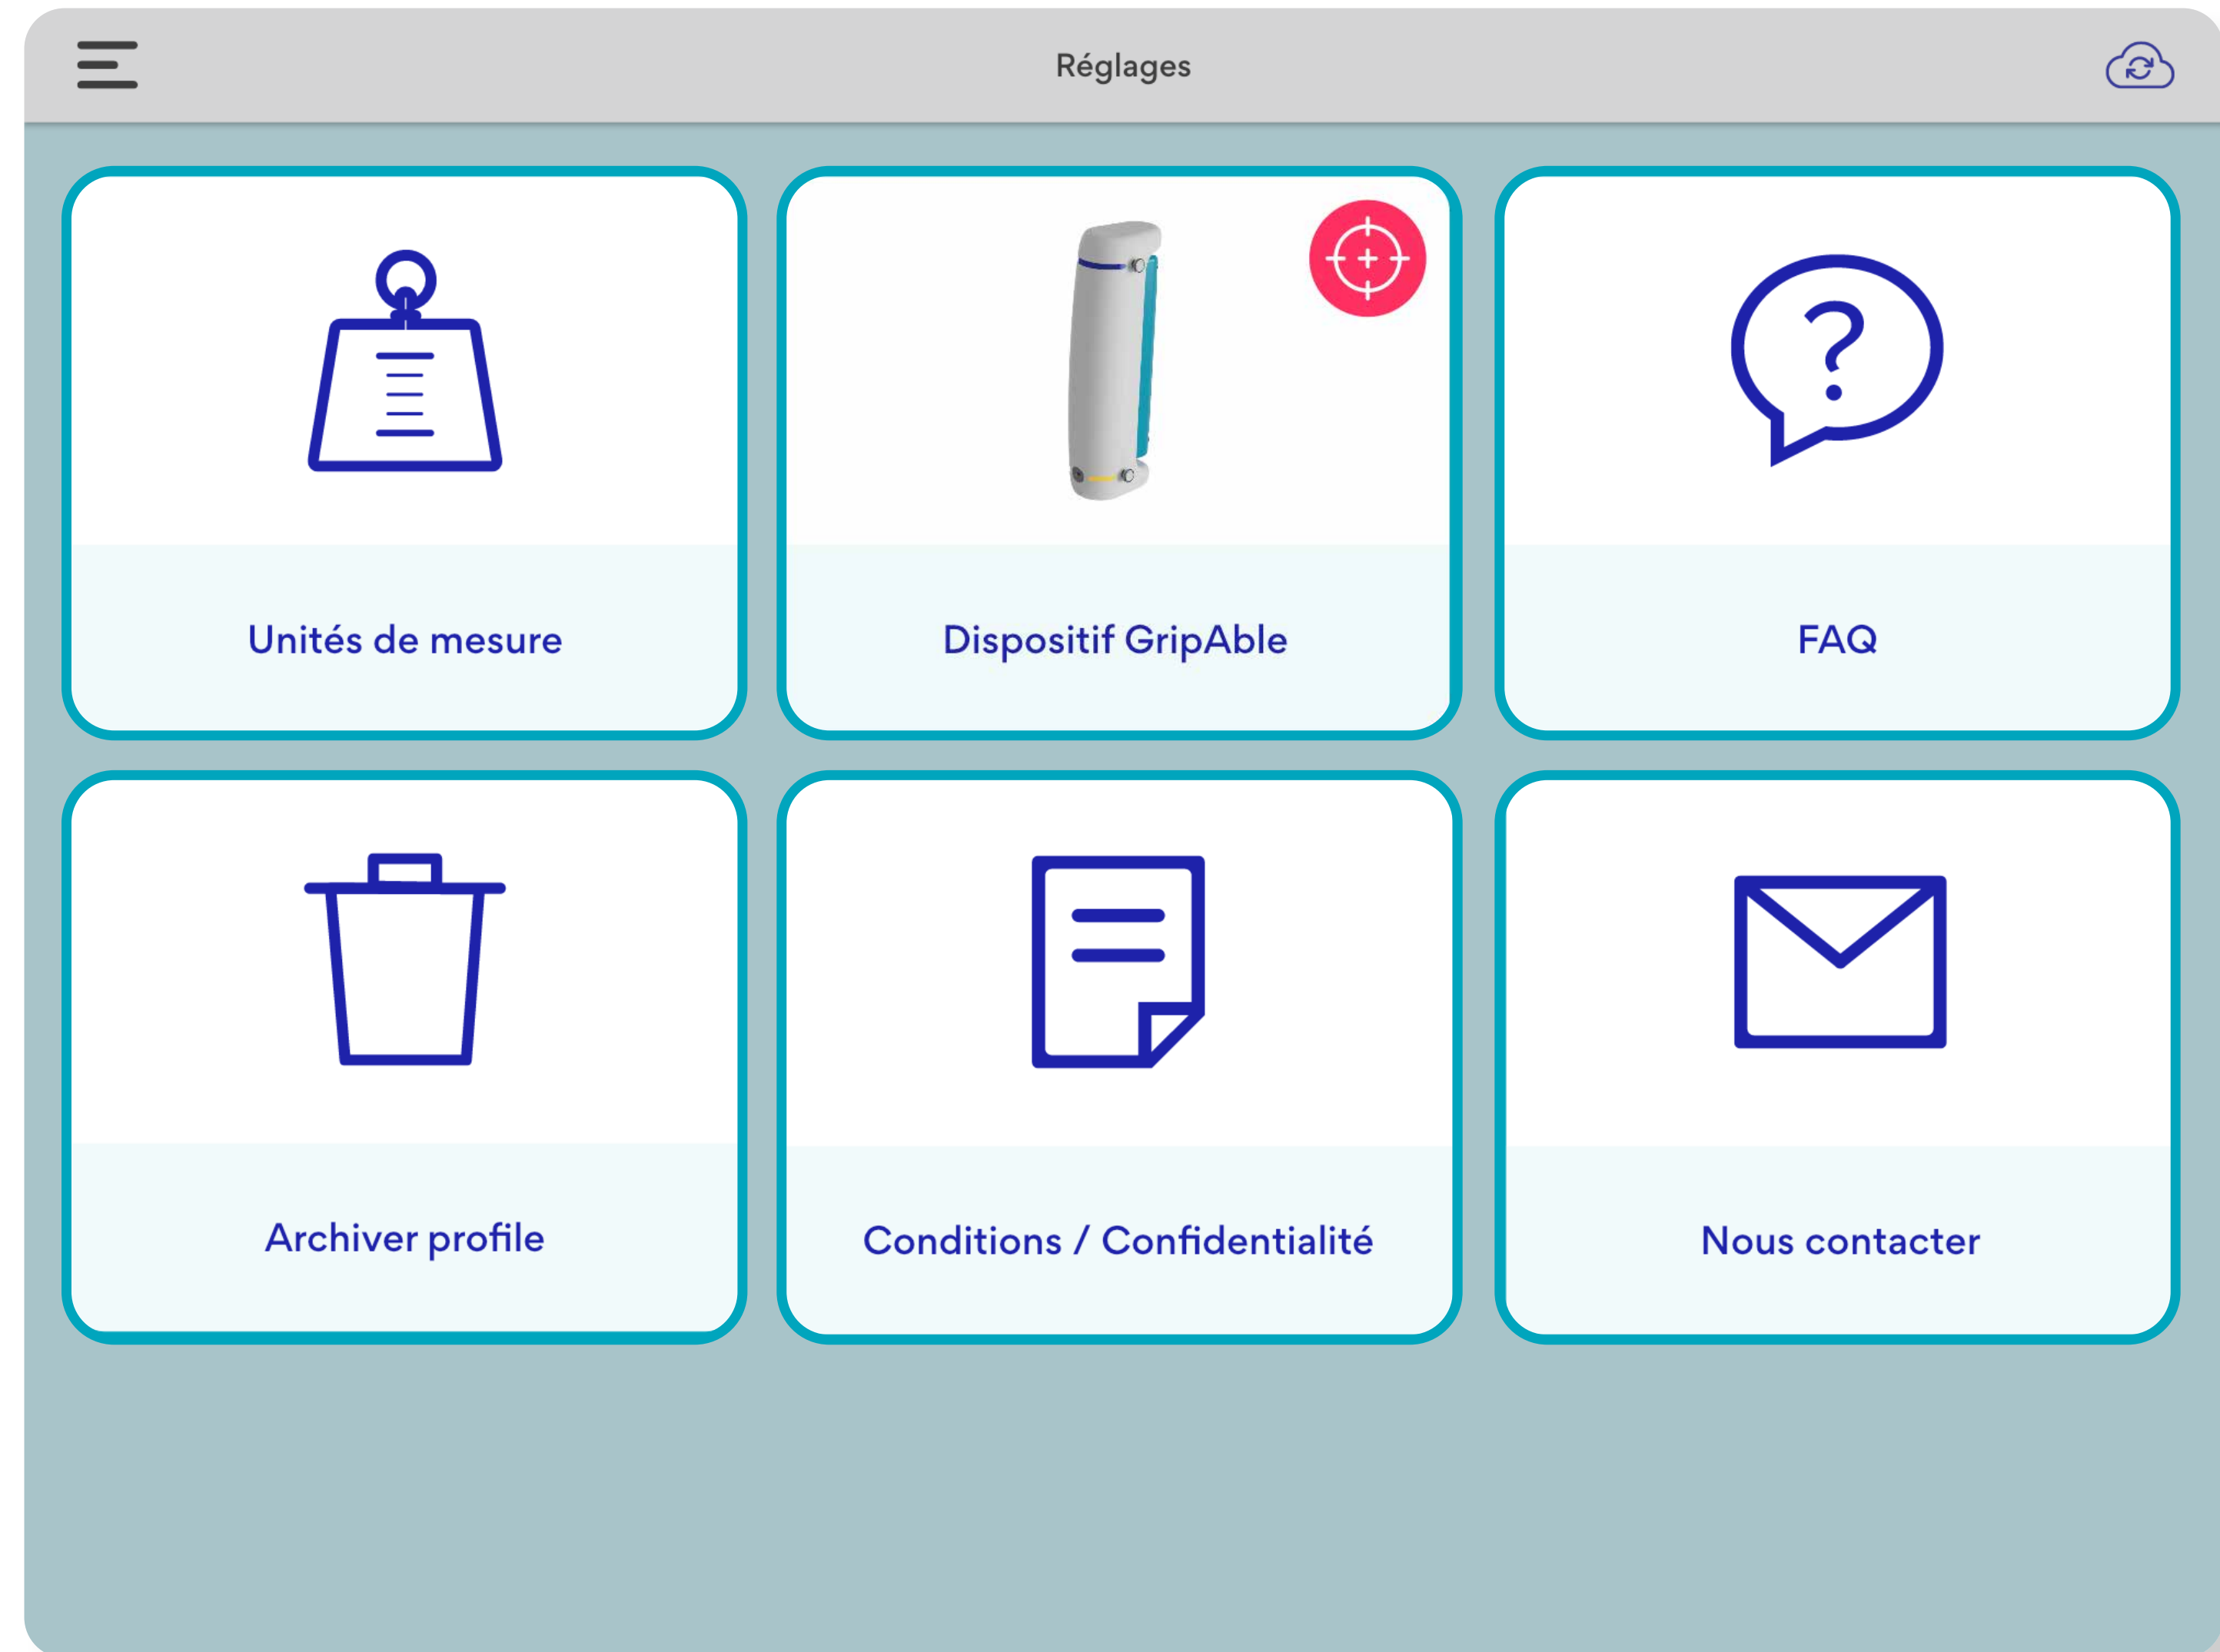 Réglages
Unités de mesure
Dispositif GripAble
FAQ
Archiver profile
Conditions / Confidentialité
Nous contacter